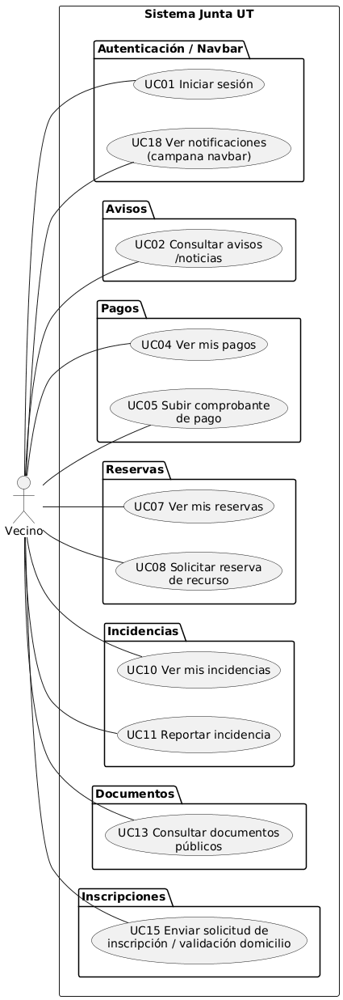 Sistema Junta UT
Autenticación / Navbar
UC01 Iniciar sesión
UC18 Ver notificaciones
(campana navbar)
Avisos
UC02 Consultar avisos
/noticias
Pagos
UC04 Ver mis pagos
UC05 Subir comprobante
de pago
Reservas
UC07 Ver mis reservas
Vecino
UC08 Solicitar reserva
de recurso
Incidencias
UC10 Ver mis incidencias
UC11 Reportar incidencia
Documentos
UC13 Consultar documentos
públicos
Inscripciones
UC15 Enviar solicitud de
inscripción / validación domicilio